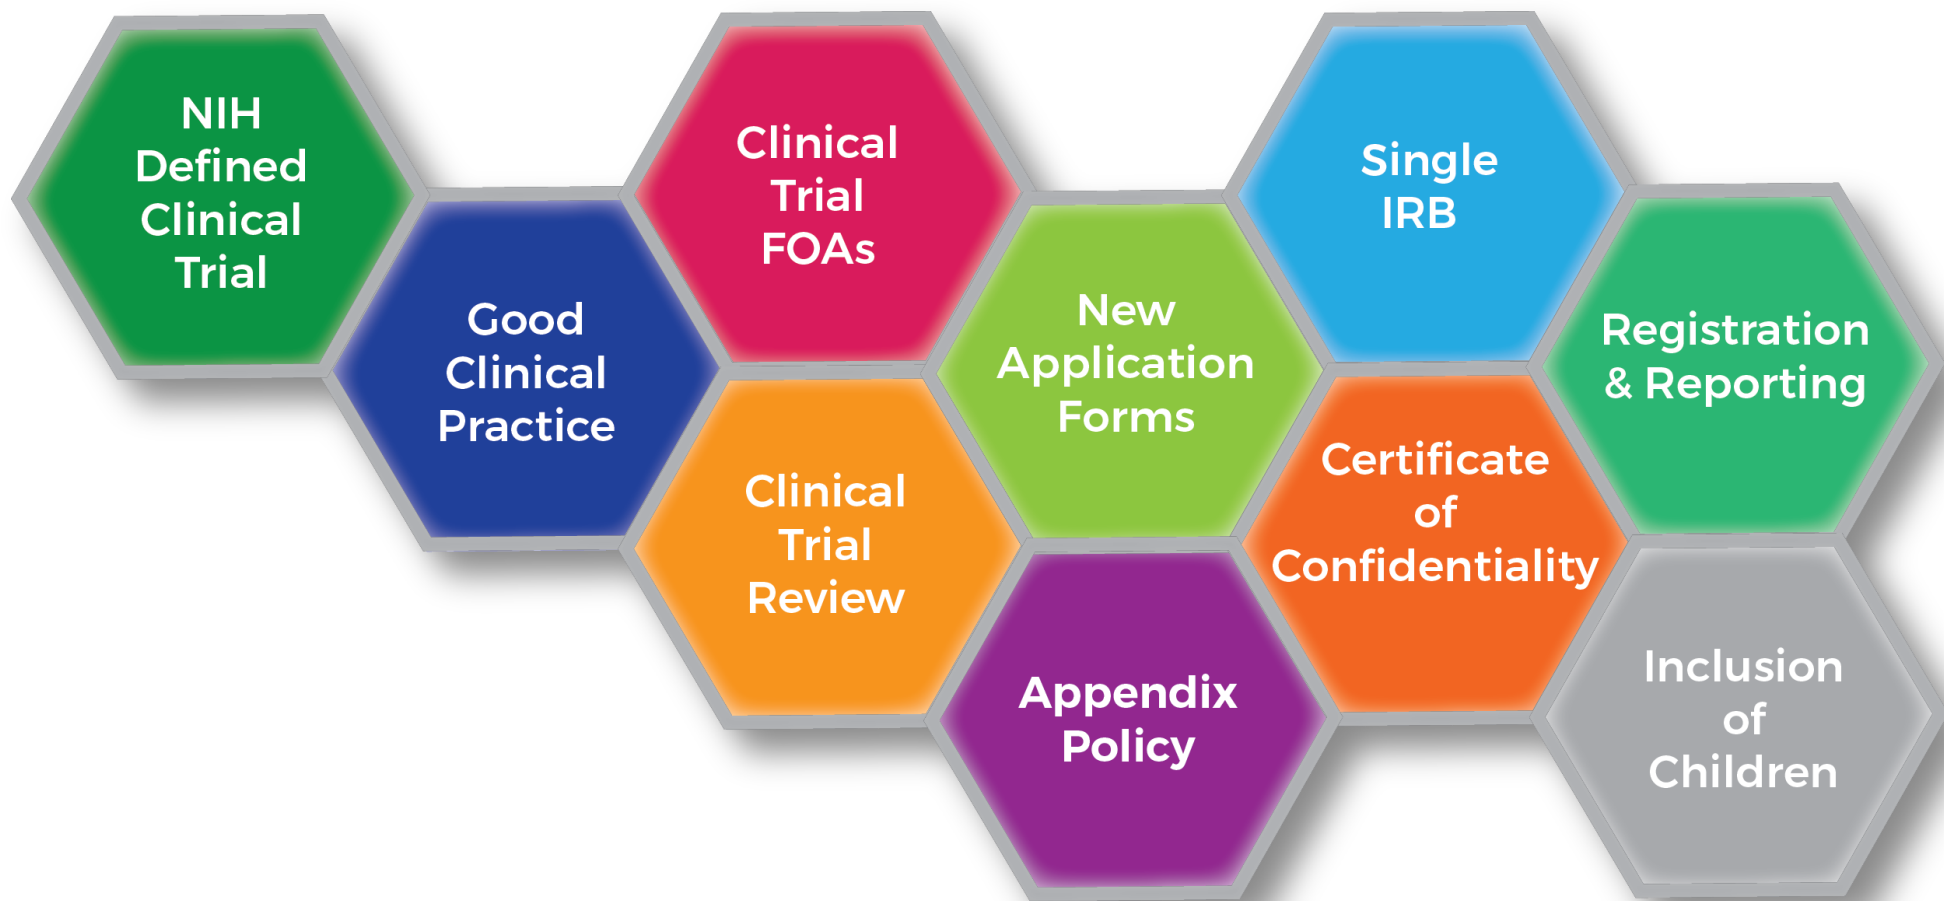 NIH
Defined
Clinical
Trial
Good
Clinical
Practice
Clinical
Trial
FOAs
Clinical
Trial
Review
New
Application
Forms
Appendix
Policy
Single
IRB
Certificate
of
Confidentiality
Registration
& Reporting
Inclusion
of
Children